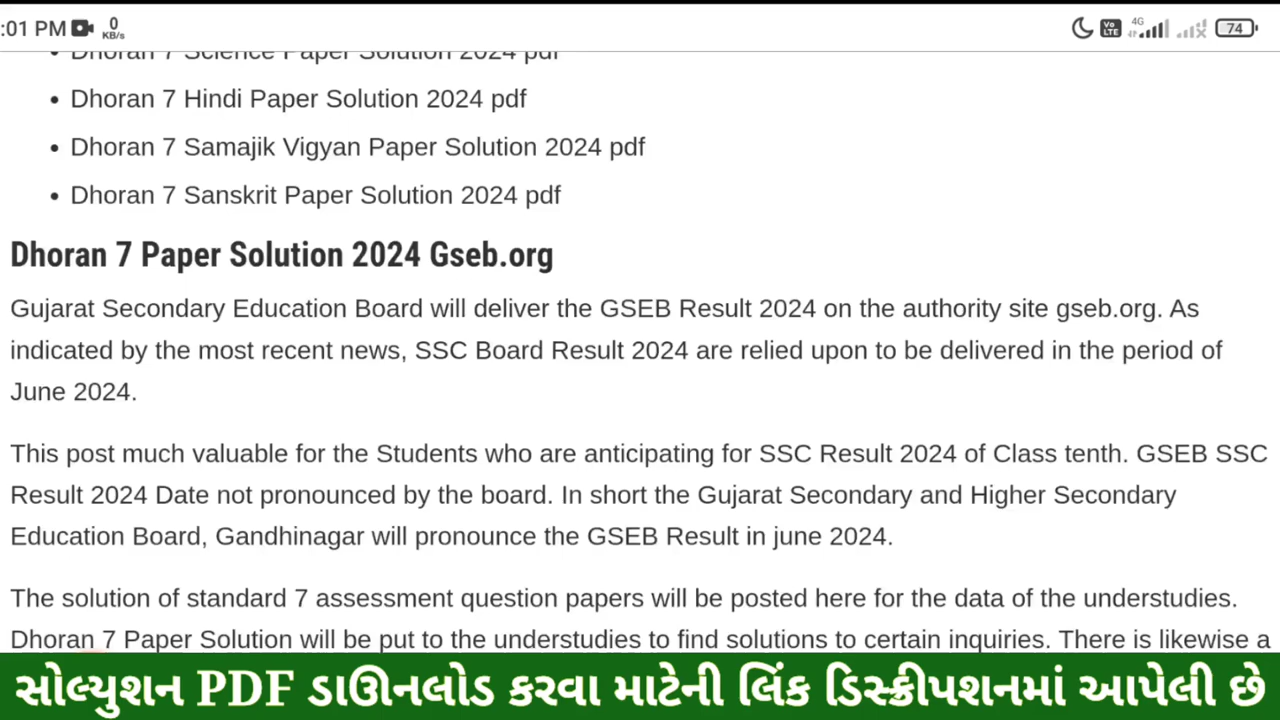 :01 PM 0 KB/s Vo LTE 4G 74
• Dhoran 7 Science Paper Solution 2024 pdf
• Dhoran 7 Hindi Paper Solution 2024 pdf
• Dhoran 7 Samajik Vigyan Paper Solution 2024 pdf
• Dhoran 7 Sanskrit Paper Solution 2024 pdf
Dhoran 7 Paper Solution 2024 Gseb.org
Gujarat Secondary Education Board will deliver the GSEB Result 2024 on the authority site gseb.org. As
indicated by the most recent news, SSC Board Result 2024 are relied upon to be delivered in the period of
June 2024.
This post much valuable for the Students who are anticipating for SSC Result 2024 of Class tenth. GSEB SSC
Result 2024 Date not pronounced by the board. In short the Gujarat Secondary and Higher Secondary
Education Board, Gandhinagar will pronounce the GSEB Result in june 2024.
The solution of standard 7 assessment question papers will be posted here for the data of the understudies.
Dhoran 7 Paper Solution will be put to the understudies to find solutions to certain inquiries. There is likewise a
સોલ્યુશન PDF ડાઊનલોડ કરવા માટેની લિંક ડિસ્ક્રીપશનમાં આપેલી છે